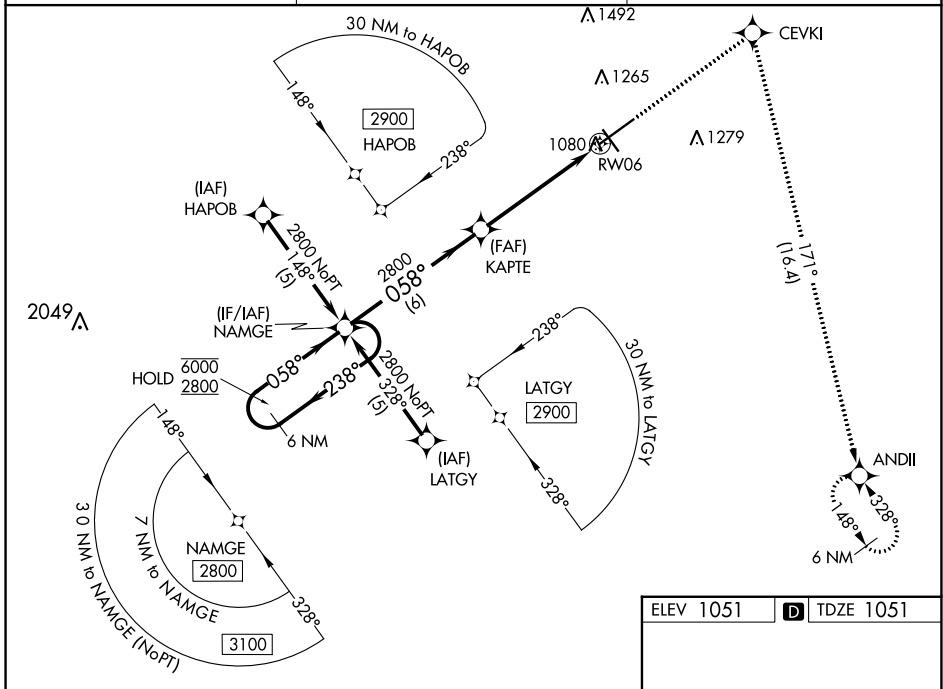 1492
CEVKI
30 NM to HAPOB
1265
148°
2900
HAPOB
238°
1279
1080
RW06
(IAF)
HAPOB
2800 NoPT
148°
(5)
(FAF)
KAPTE
2800
058°
(6)
171°
(16.4)
2049
(IF/IAF)
NAMGE
HOLD
6000
2800
058°
238°
6 NM
2800 NoPT
328°
(5)
(IAF)
LATGY
238°
LATGY
2900
30 NM to LATGY
328°
ANDII
148°
328°
6 NM
148°
NAMGE
2800
7 NM to NAMGE
30 NM to NAMGE (NoPT)
3100
328°
ELEV 1051 D TDZE 1051